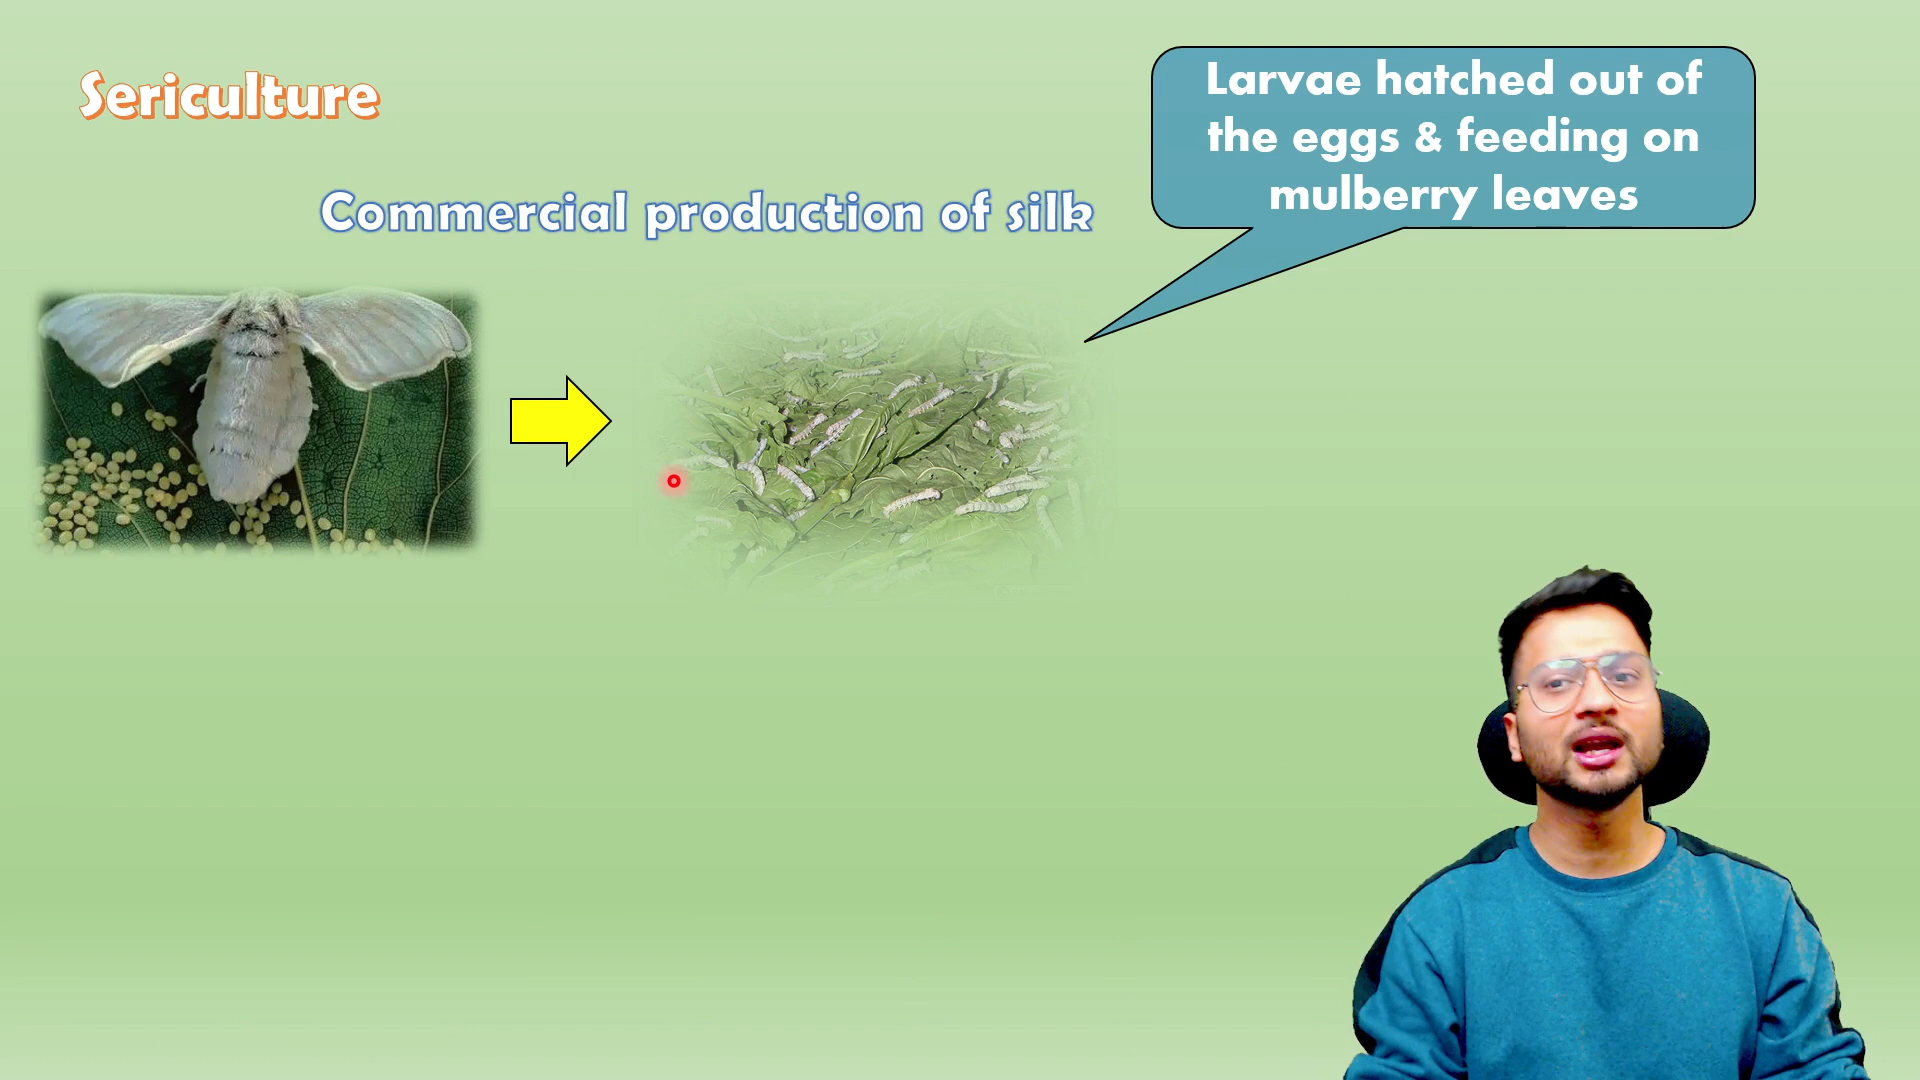 Sericulture
Commercial production of silk
Larvae hatched out of
the eggs & feeding on
mulberry leaves